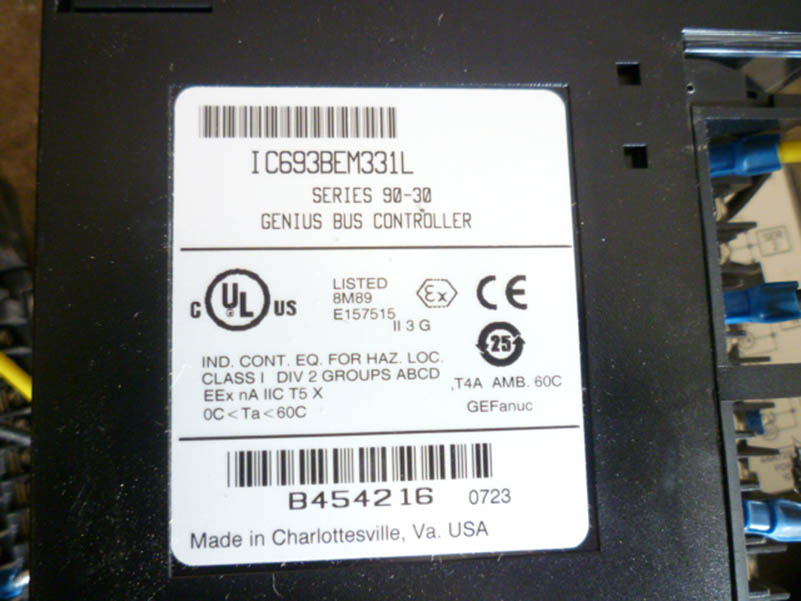 IC693BEM331L
SERIES 90-30
GENIUS BUS CONTROLLER
C UL US
LISTED
8M89
E157515
II 3 G
Ex
CE
25
IND. CONT. EQ. FOR HAZ. LOC.
CLASS I DIV 2 GROUPS ABCD
EEx nA IIC T5 X
0C<Ta<60C
,T4A AMB. 60C
GEFanuc
B454216 0723
Made in Charlottesville, Va. USA